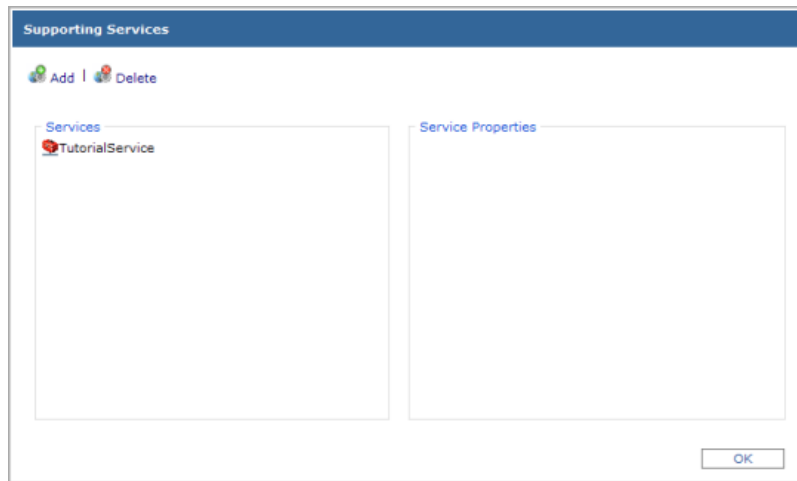 Supporting Services
Add | Delete
Services
Service Properties
TutorialService
OK